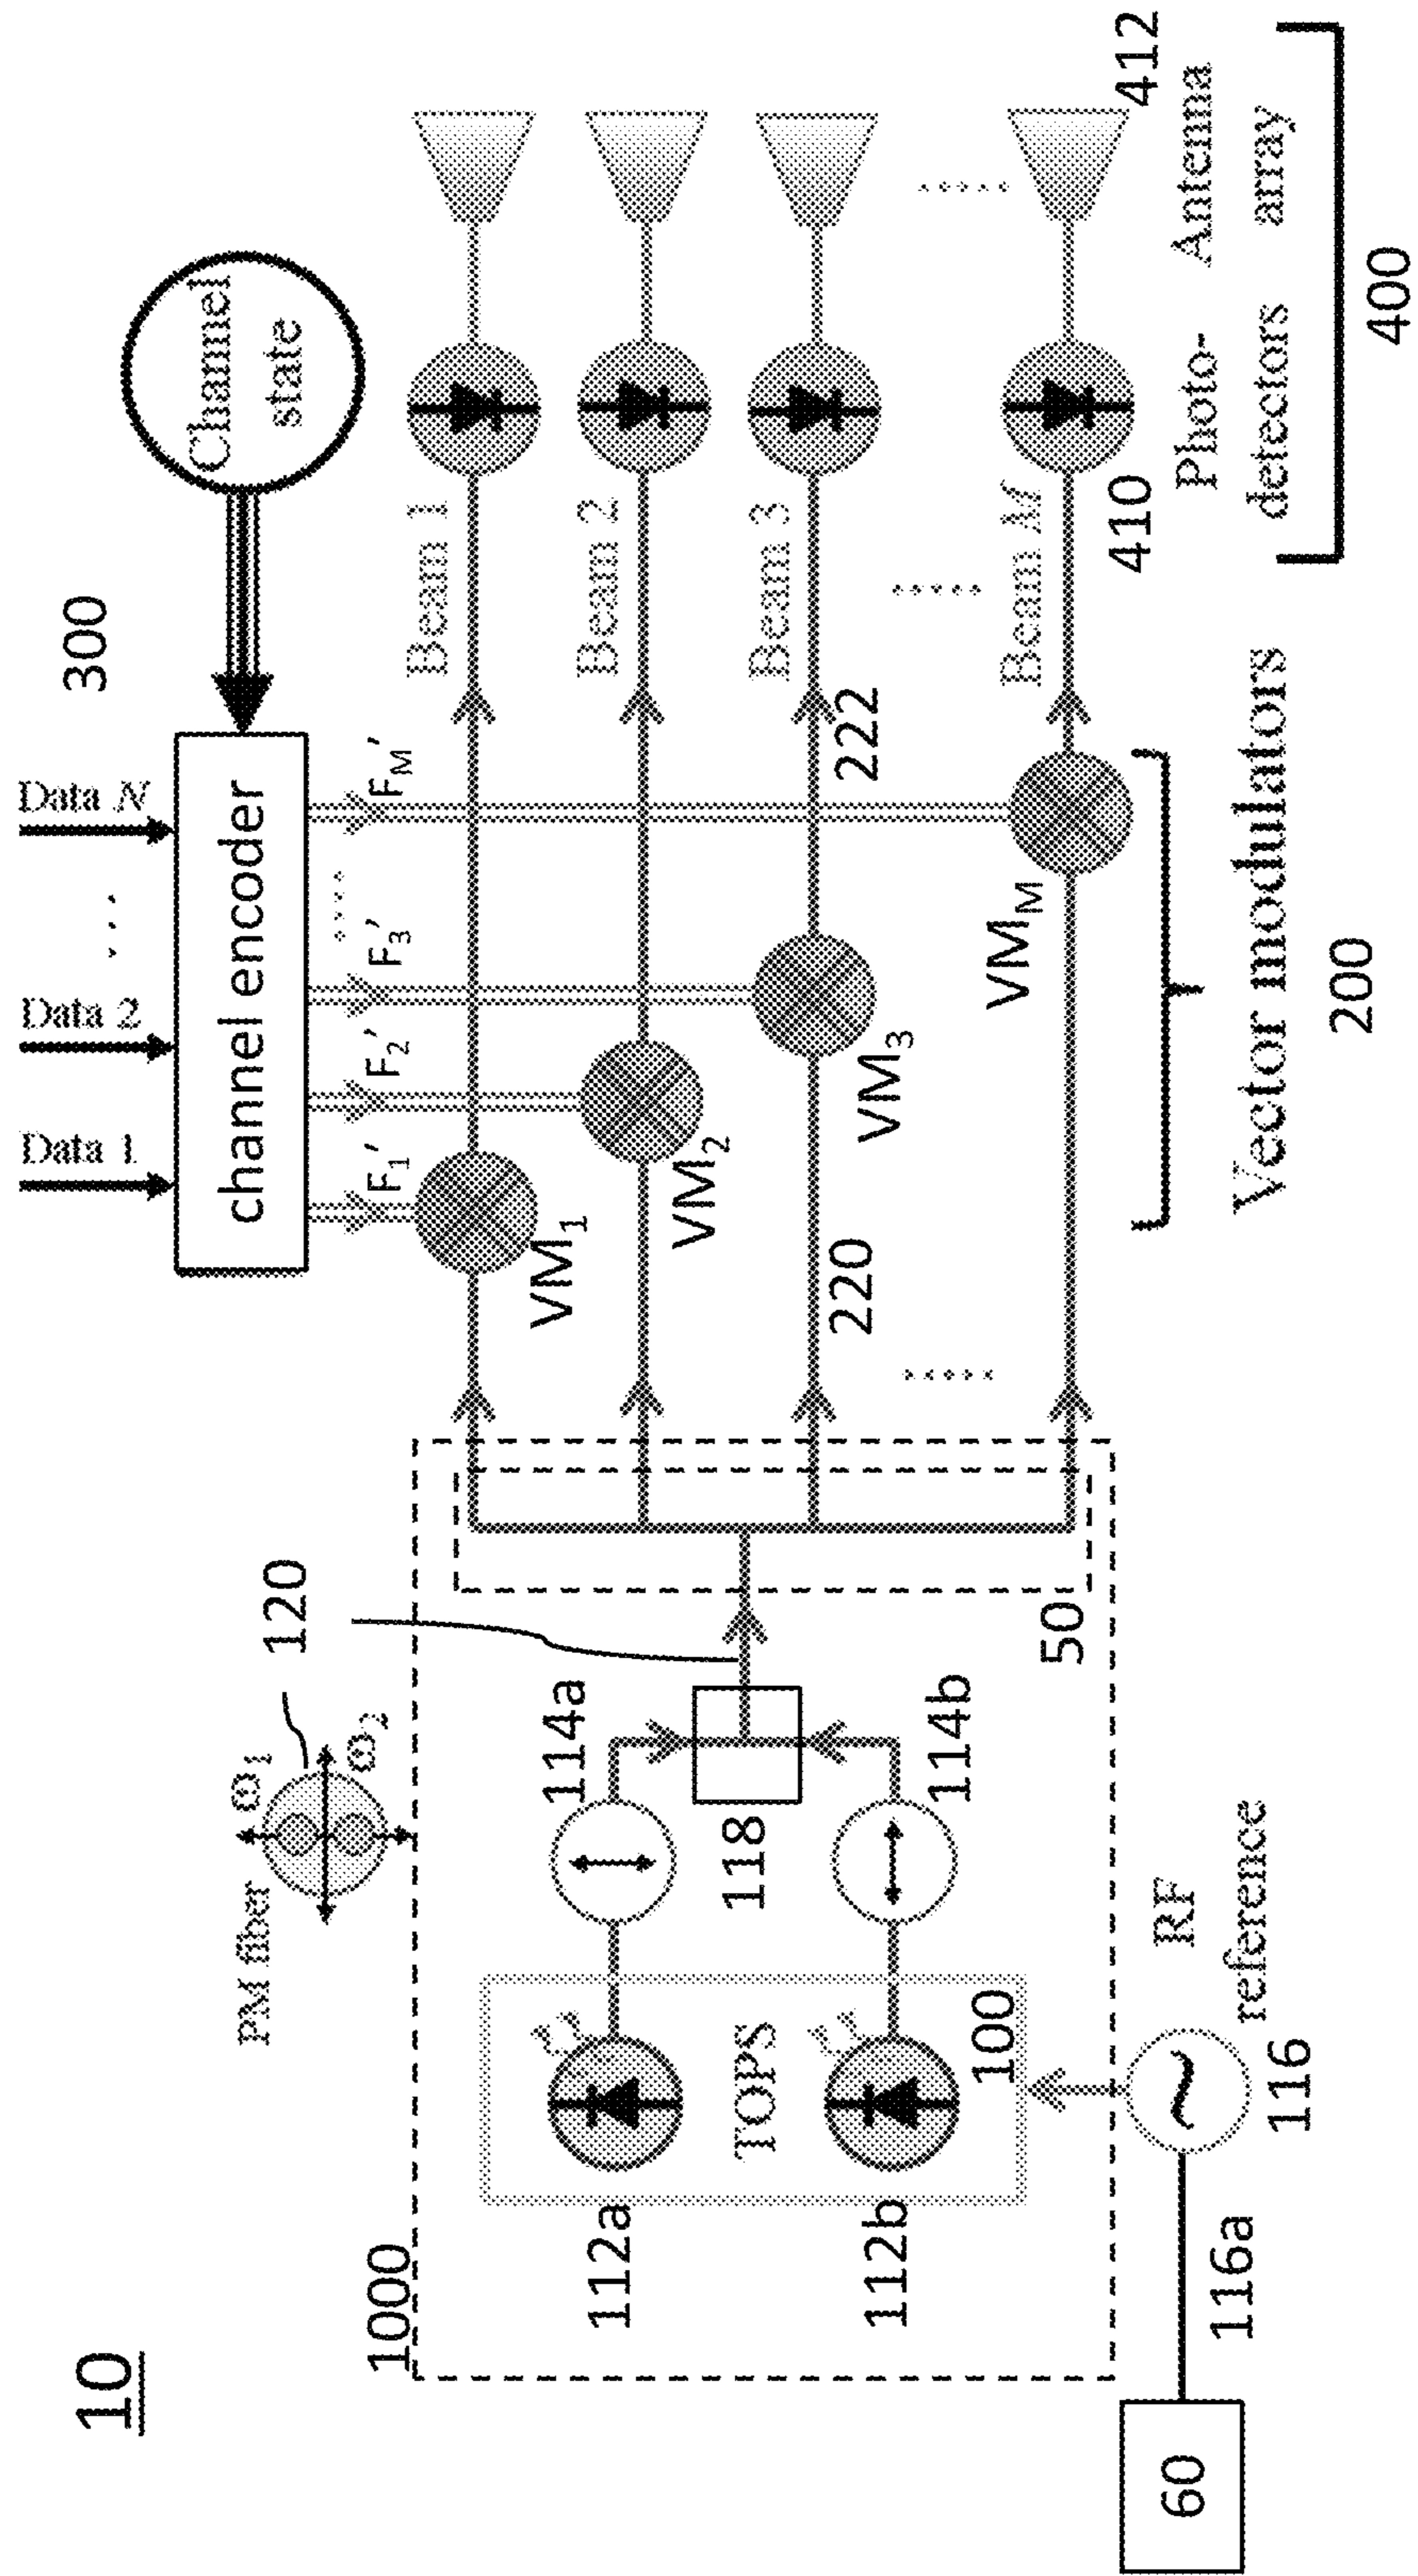 10
300
Data 1
Data 2
. . .
Data N
channel encoder
Channel
state
F1'
F2'
F3'
.....
FM'
PM fiber
ω1
ω2
120
1000
112a
TOPS
112b
100
114a
118
114b
50
VM1
VM2
VM3
VMM
220
222
.....
Beam 1
Beam 2
Beam 3
.....
Beam M
.....
410
412
Photo-
detectors
Antenna
array
400
Vector modulators
200
60
116a
116
RF
reference